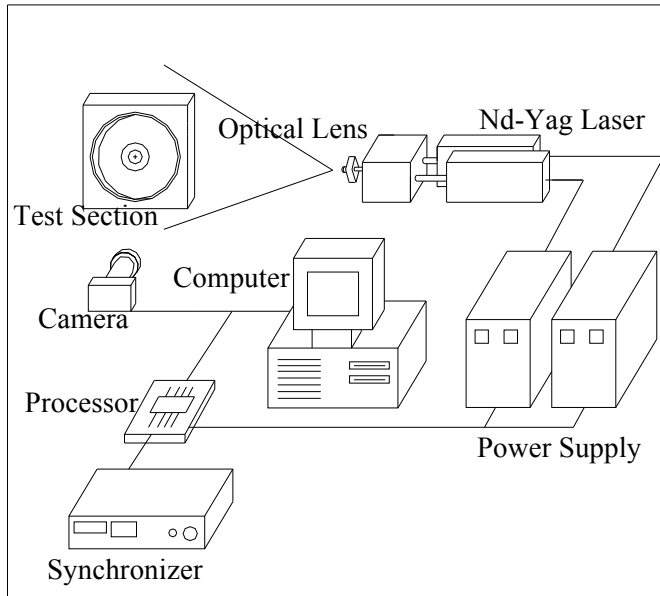 Nd-Yag Laser
Optical Lens
Test Section
Computer
Camera
Processor
Power Supply
Synchronizer